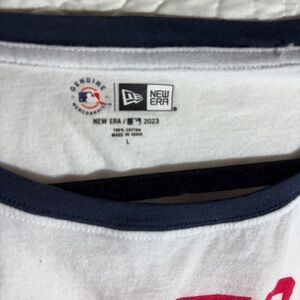 GENUINE
MERCHANDISE
NEW
ERA
NEW ERA / 2023
100% COTTON
MADE IN INDIA
L